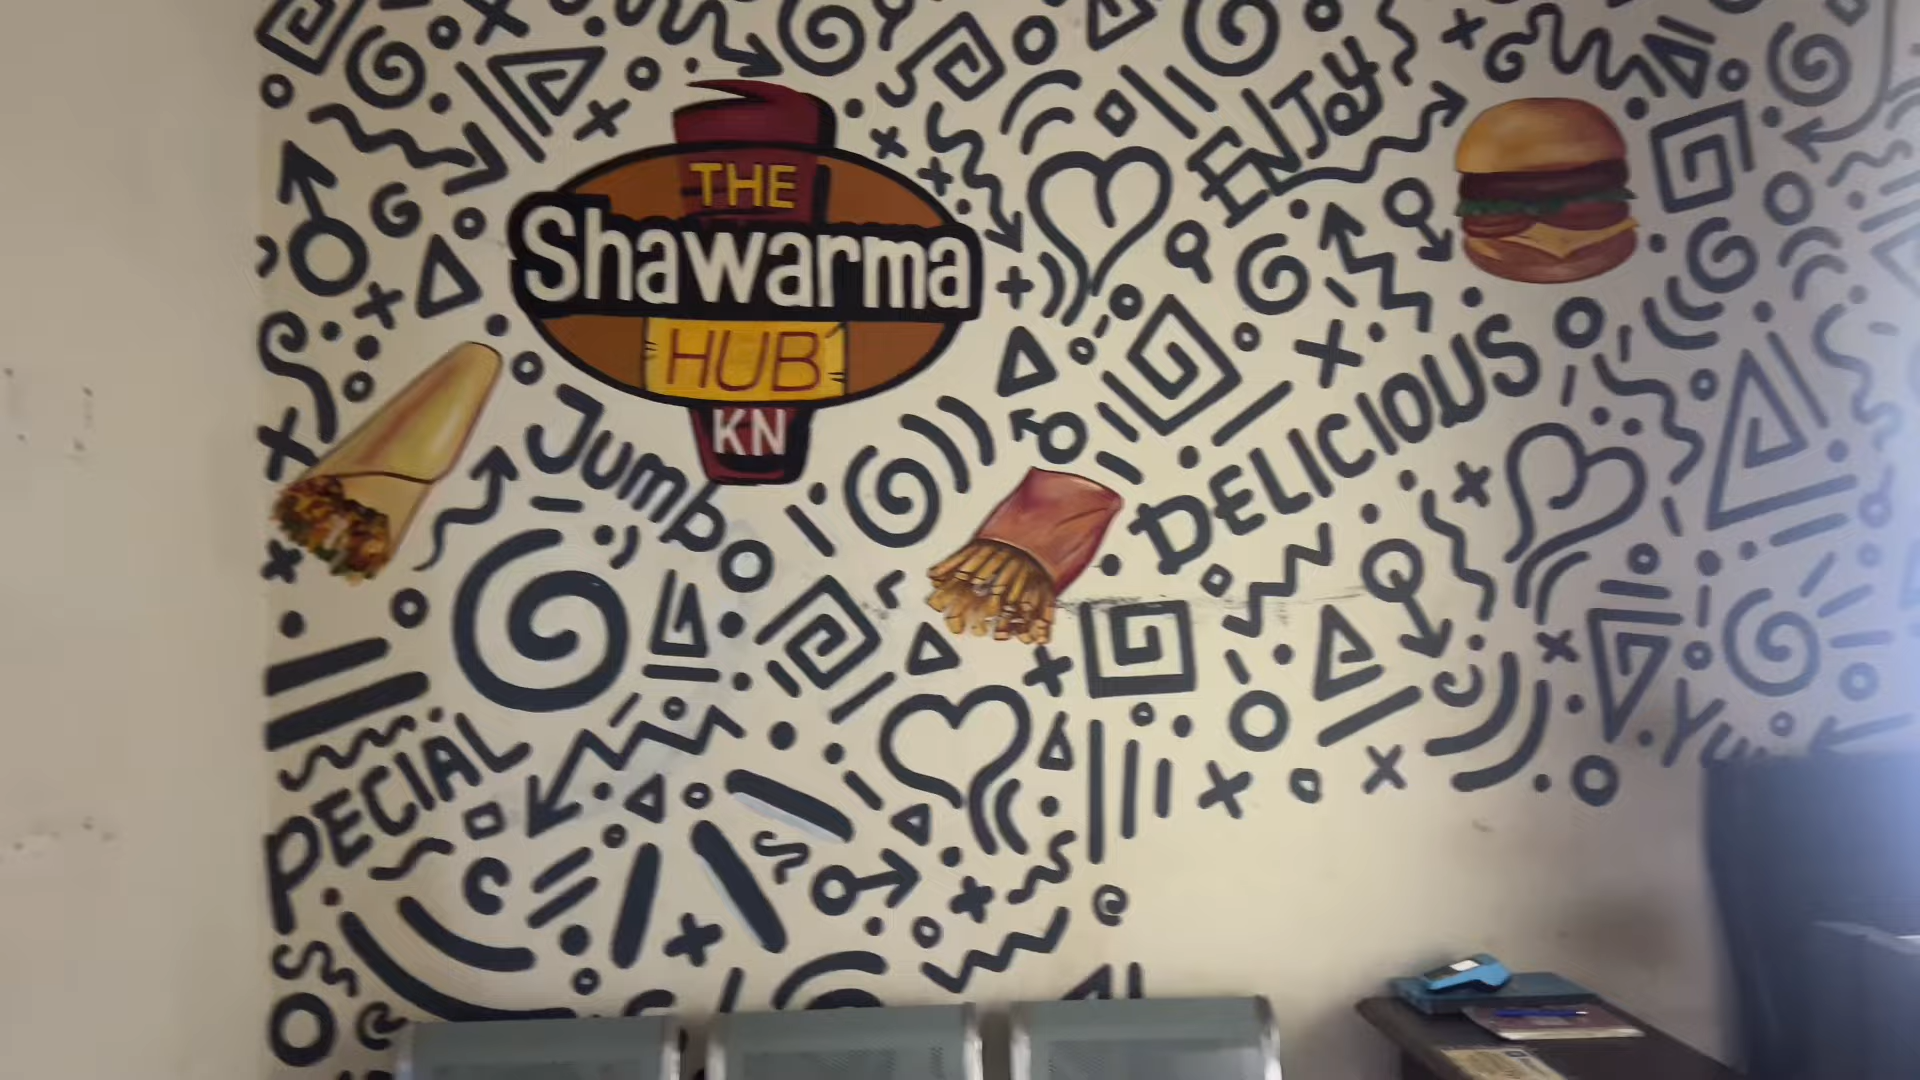 THE
Shawarma
HUB
KN
ENJOY
Jumbo
DELICIOUS
PECIAL